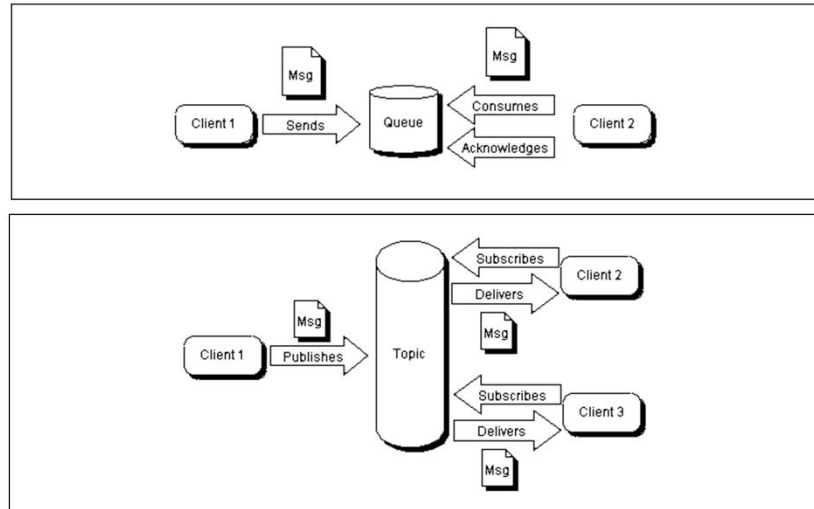 Msg
Msg
Client 1
Sends
Queue
Consumes
Acknowledges
Client 2
Subscribes
Delivers
Client 2
Msg
Msg
Client 1
Publishes
Topic
Subscribes
Delivers
Client 3
Msg